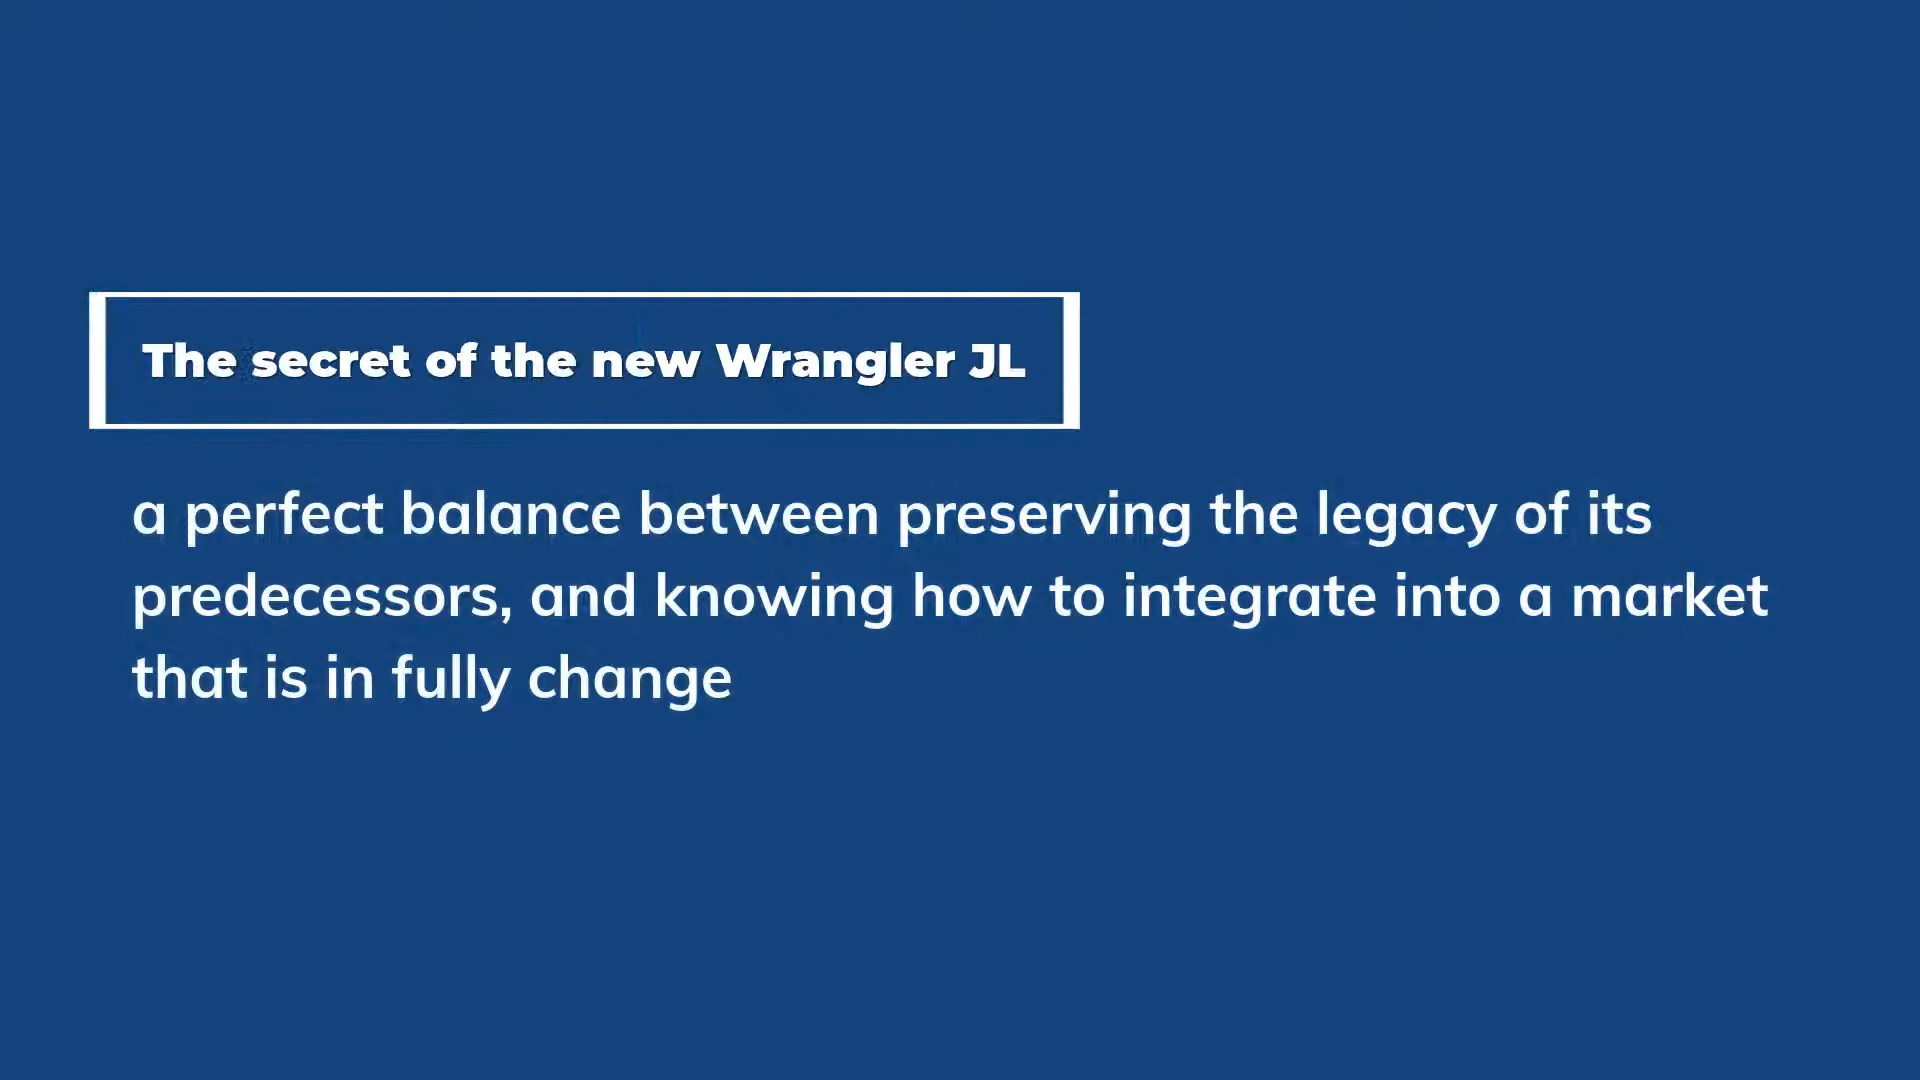 The secret of the new Wrangler JL
a perfect balance between preserving the legacy of its
predecessors, and knowing how to integrate into a market
that is in fully change